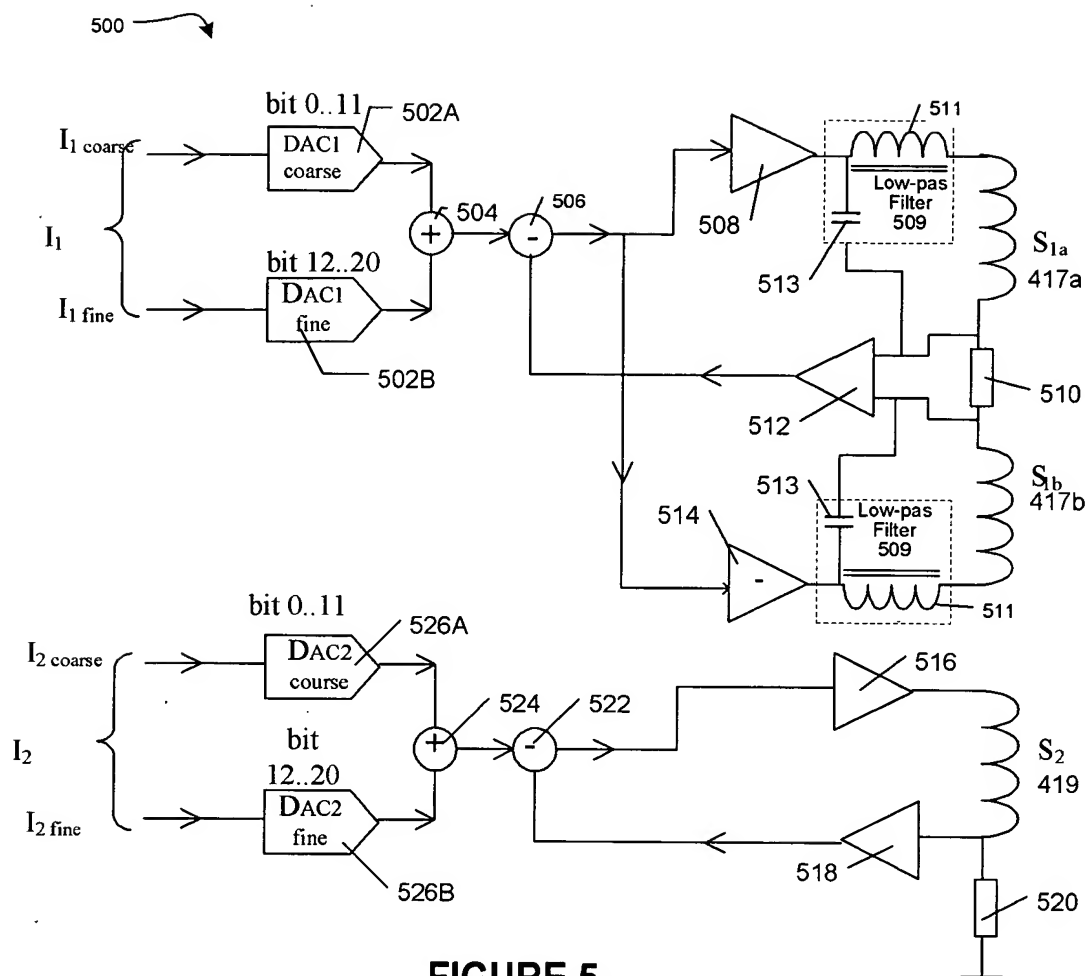 500
bit 0..11
502A
I1 coarse
DAC1
coarse
511
Low-pas
Filter
509
504
506
+
-
508
I1
S1a
417a
bit 12..20
513
I1 fine
DAC1
fine
502B
512
510
513
S1b
417b
514
Low-pas
Filter
509
-
511
bit 0..11
526A
I2 coarse
DAC2
course
516
524
522
+
-
I2
bit
12..20
S2
419
I2 fine
DAC2
fine
518
526B
520
FIGURE 5